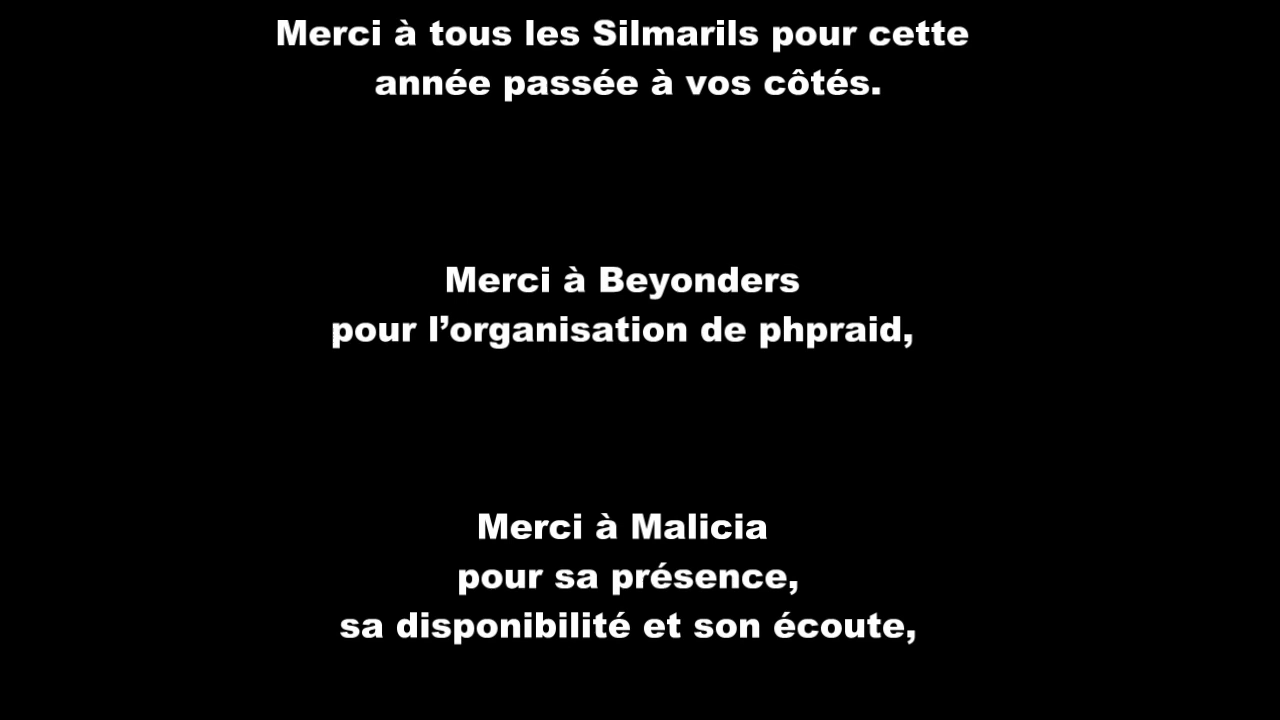 Merci à tous les Silmarils pour cette
année passée à vos côtés.
Merci à Beyonders
pour l’organisation de phpraid,
Merci à Malicia
pour sa présence,
sa disponibilité et son écoute,